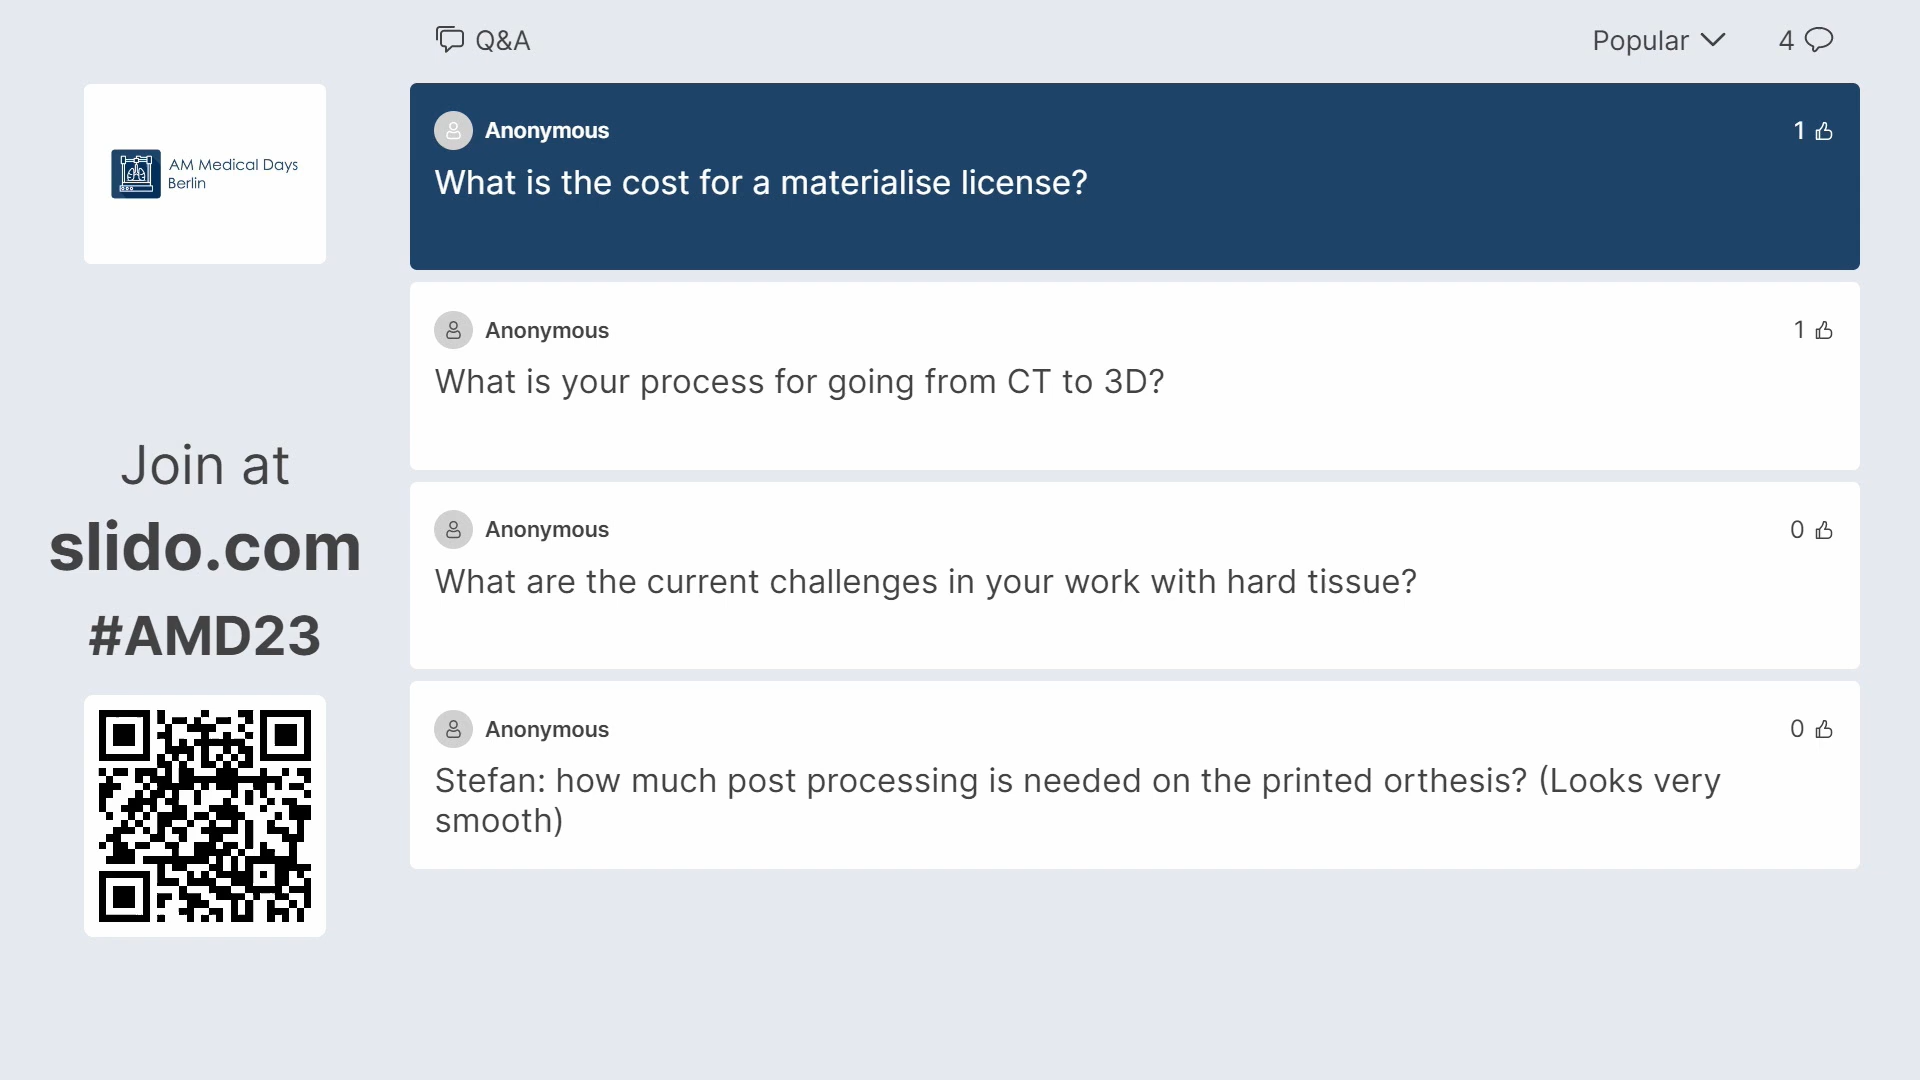 Q&A
Popular
4
AM Medical Days
Berlin
Join at
slido.com
#AMD23
Anonymous
1
What is the cost for a materialise license?
Anonymous
1
What is your process for going from CT to 3D?
Anonymous
0
What are the current challenges in your work with hard tissue?
Anonymous
0
Stefan: how much post processing is needed on the printed orthesis? (Looks very
smooth)